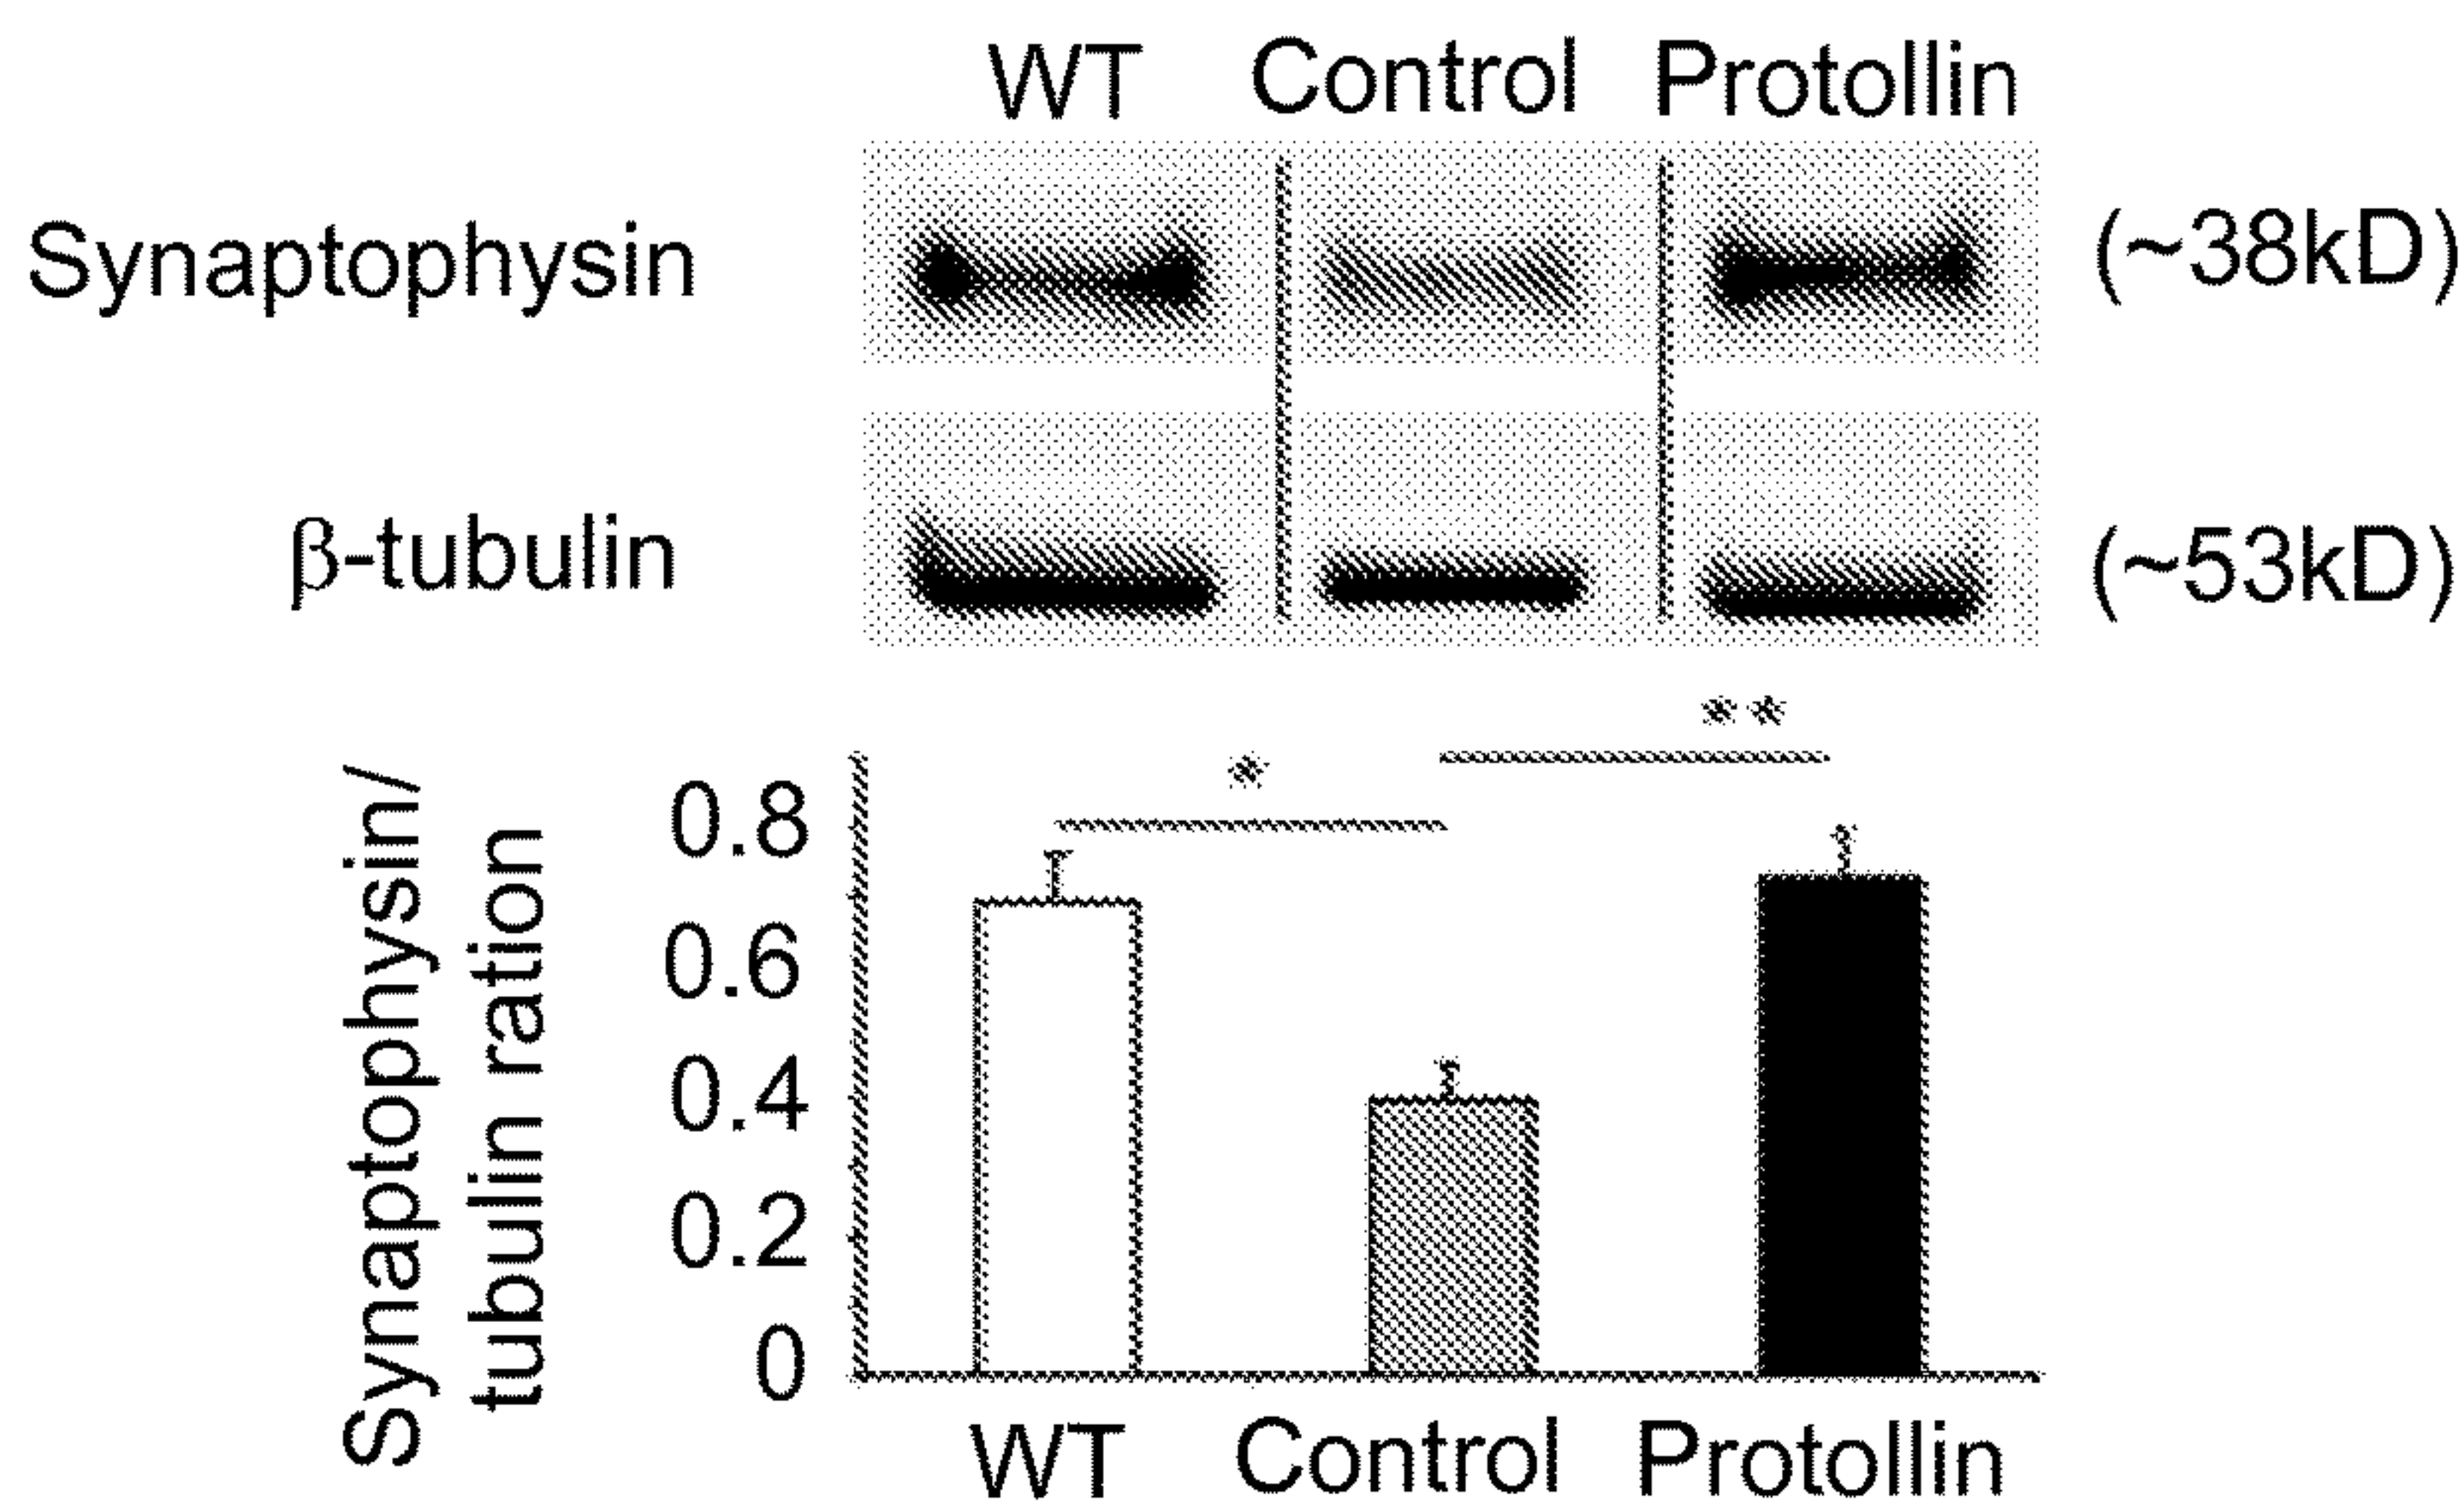 WT Control Protollin
Synaptophysin (~38kD)
β-tubulin (~53kD)
**
*
Synaptophysin/
tubulin ration
0.8
0.6
0.4
0.2
0
WT Control Protollin